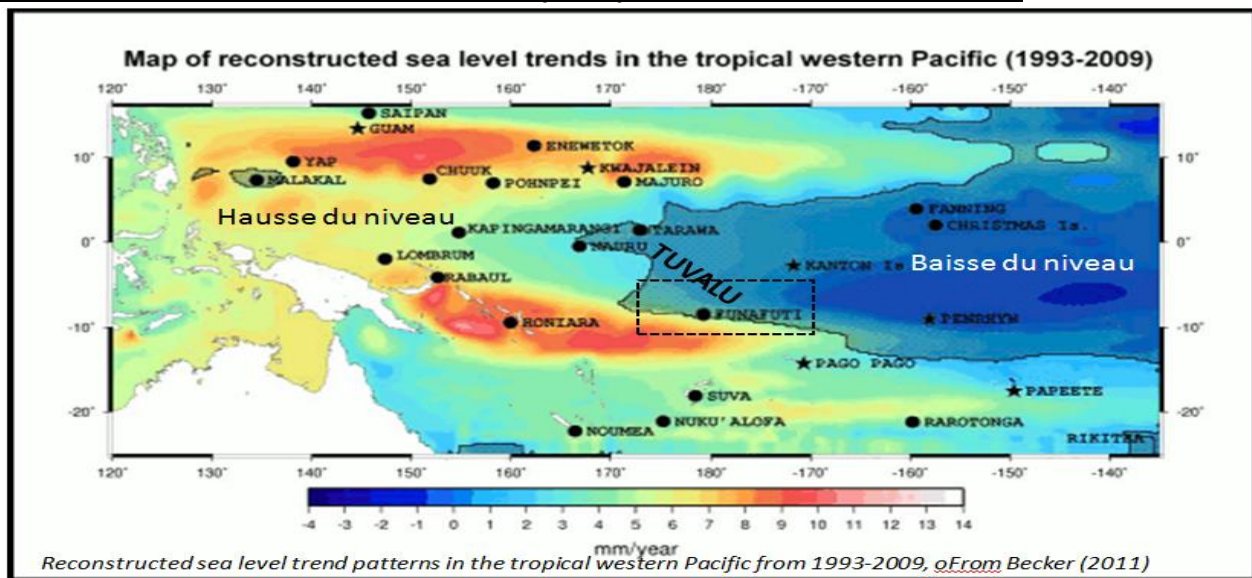 Map of reconstructed sea level trends in the tropical western Pacific (1993-2009)
120 130 140 150 160 170 180 -170 -160 -150 -140
SAIPAN
GUAM
10° ENEWETOK 10°
YAP
CHUUK KWAJALEIN
MALAKAL POHNPEI MAJURO
FANNING
Hausse du niveau
CHRISTMAS Is.
KAPINGAMARANGI TARAWA
0° NAURU 0°
TUVALU
LOMBRUM KANTON Is
Baisse du niveau
RABAUL
FUNAFUTI
-10° HONIARA PENRHYN -10°
PAGO PAGO
SUVA PAPEETE
-20° NUKU'ALOFA RAROTONGA -20°
NOUMEA RIKITEA
120 130 140 150 160 170 180 -170 -160 -150 -140
-4 -3 -2 -1 0 1 2 3 4 5 6 7 8 9 10 11 12 13 14
mm/year
Reconstructed sea level trend patterns in the tropical western Pacific from 1993-2009, oFrom Becker (2011)